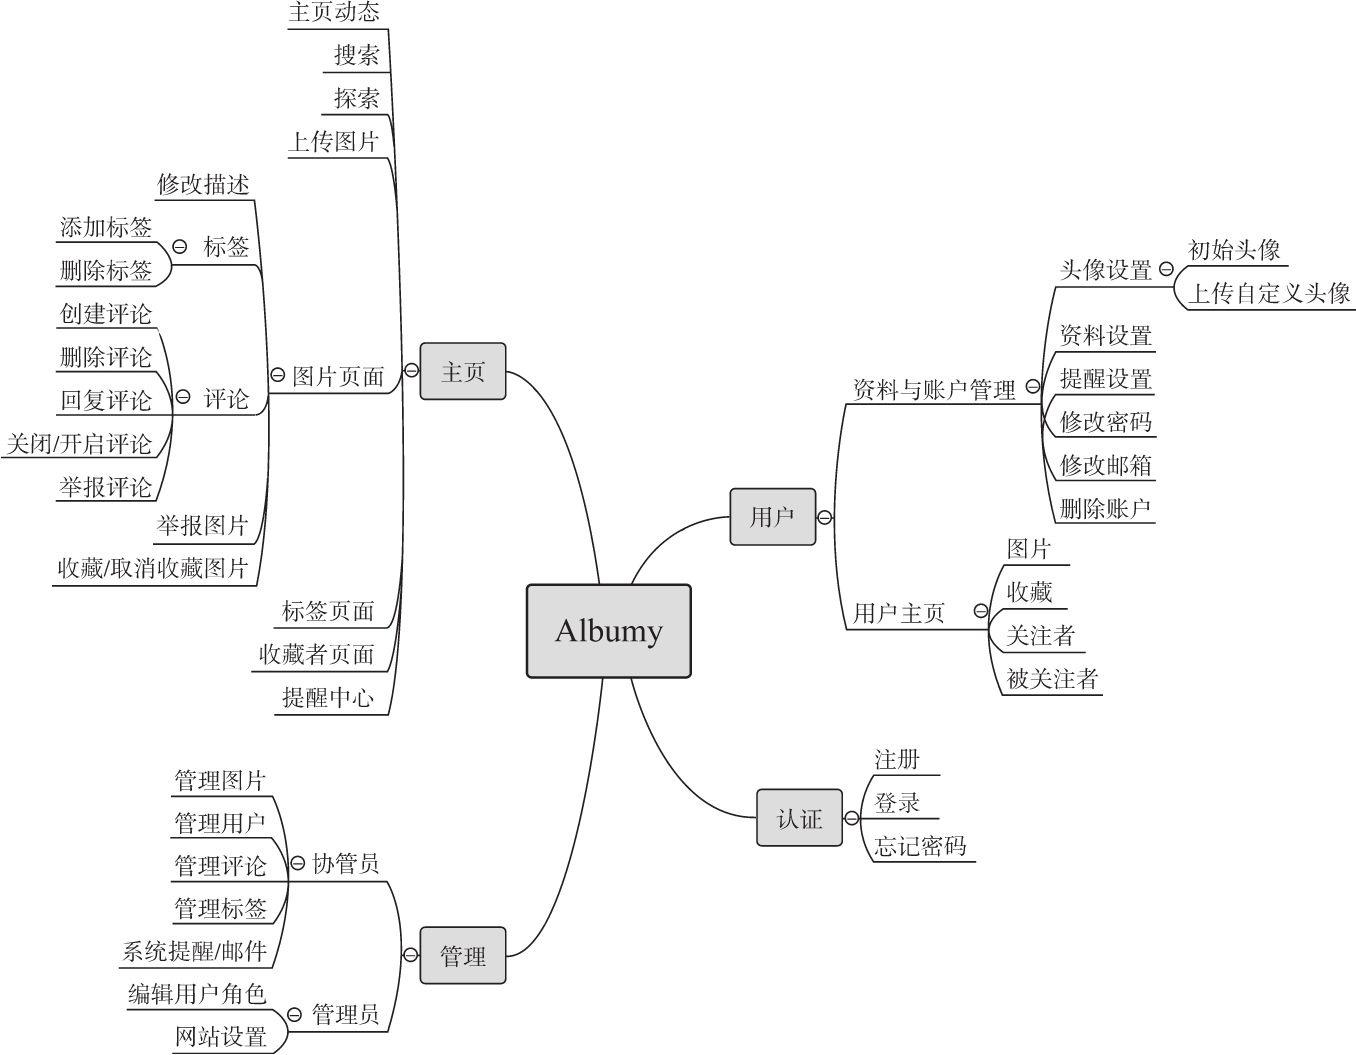 主页动态
搜索
探索
上传图片
修改描述
添加标签
标签
删除标签
创建评论
删除评论
评论
回复评论
关闭/开启评论
举报评论
图片页面
举报图片
收藏/取消收藏图片
标签页面
收藏者页面
提醒中心
主页
初始头像
头像设置
上传自定义头像
资料设置
提醒设置
资料与账户管理
修改密码
修改邮箱
删除账户
用户
图片
收藏
用户主页
关注者
被关注者
Albumy
注册
登录
认证
忘记密码
管理图片
管理用户
协管员
管理评论
管理标签
系统提醒/邮件
管理
编辑用户角色
管理员
网站设置